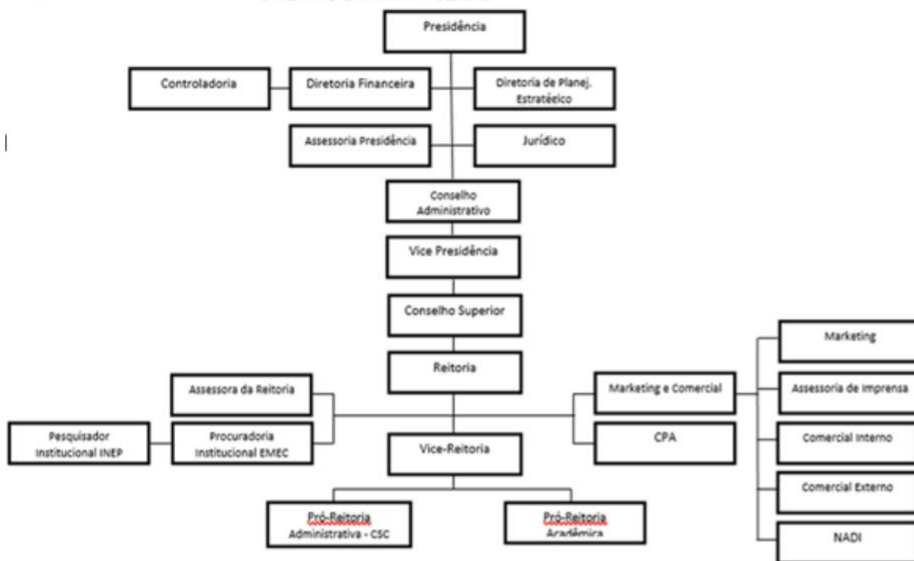 Presidência
Controladoria
Diretoria Financeira
Diretoria de Planej.
Estratégico
Assessoria Presidência
Jurídico
Conselho
Administrativo
Vice Presidência
Conselho Superior
Reitoria
Marketing
Assessora da Reitoria
Marketing e Comercial
Assessoria de Imprensa
Pesquisador
Institucional INEP
Procuradoria
Institucional EMEC
Vice-Reitoria
CPA
Comercial Interno
Comercial Externo
Pró-Reitoria
Administrativa - CSC
Pró-Reitoria
Acadêmica
NADI